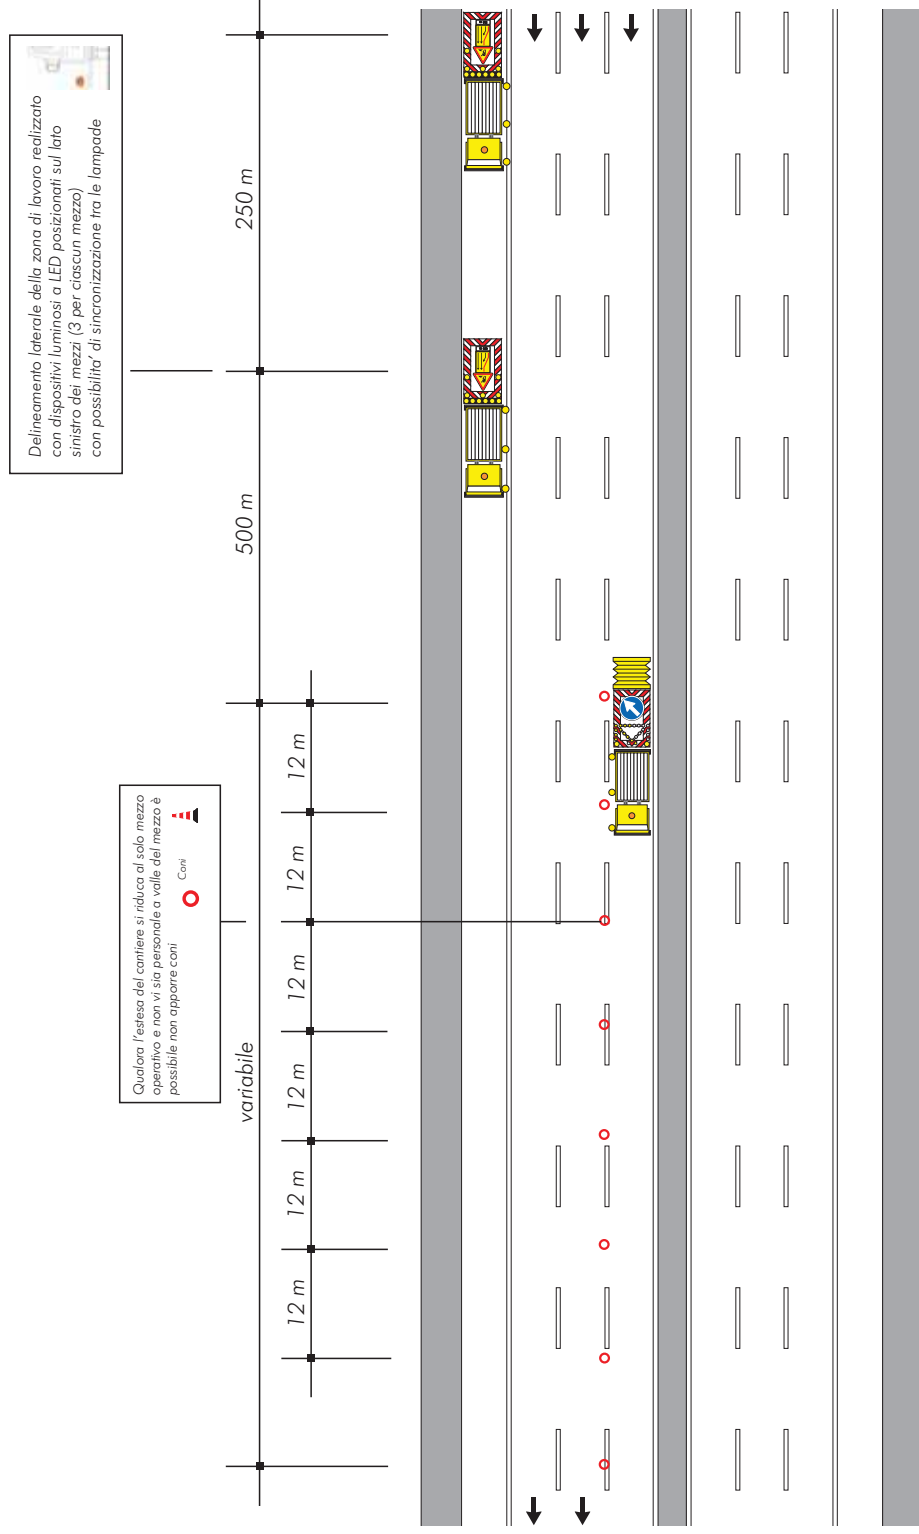 Delineamento laterale della zona di lavoro realizzato
con dispositivi luminosi a LED posizionati sul lato
sinistro dei mezzi (3 per ciascun mezzo)
con possibilita' di sincronizzazione tra le lampade
250 m
500 m
variabile
12 m
12 m
12 m
12 m
12 m
12 m
Qualora l'estesa del cantiere si riduca al solo mezzo
operativo e non vi sia personale a valle del mezzo è
possibile non apporre coni
Coni